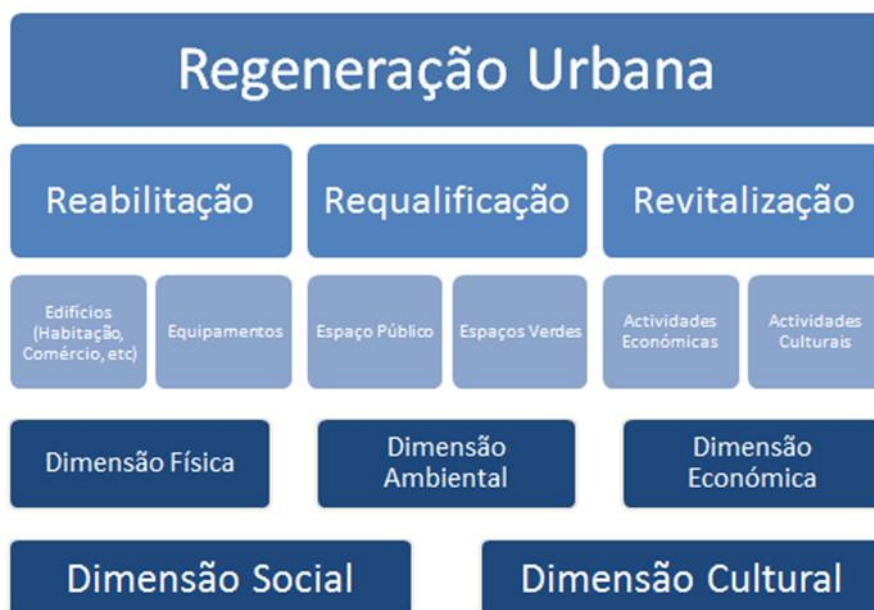 Regeneração Urbana
Reabilitação
Requalificação
Revitalização
Edifícios
(Habitação,
Comércio, etc)
Equipamentos
Espaço Público
Espaços Verdes
Actividades
Económicas
Actividades
Culturais
Dimensão Física
Dimensão
Ambiental
Dimensão
Económica
Dimensão Social
Dimensão Cultural